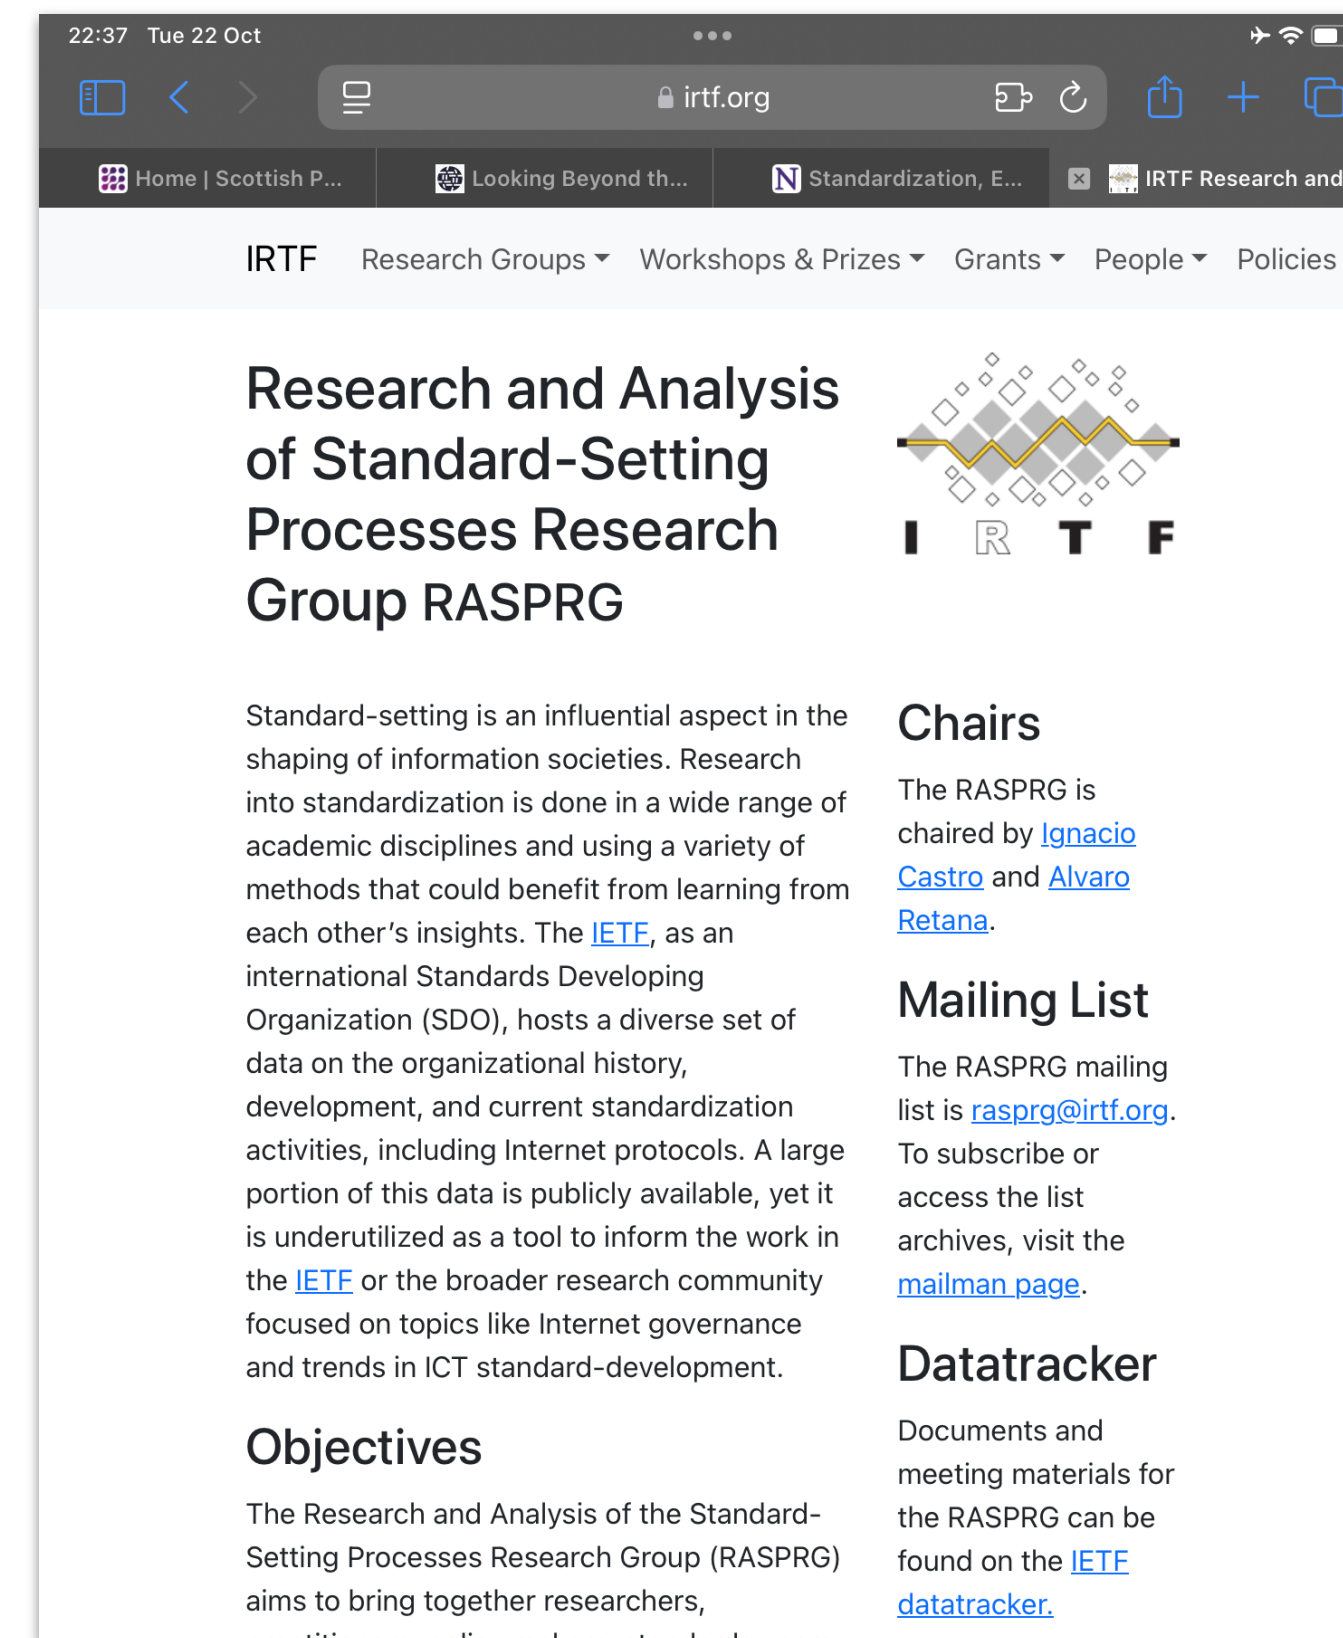 22:37 Tue 22 Oct
irtf.org
Home | Scottish P...
Looking Beyond th...
N Standardization, E...
IRTF Research and
IRTF Research Groups Workshops & Prizes Grants People Policies
Research and Analysis
of Standard-Setting
Processes Research
Group RASPRG
I R T F
Standard-setting is an influential aspect in the
shaping of information societies. Research
into standardization is done in a wide range of
academic disciplines and using a variety of
methods that could benefit from learning from
each other’s insights. The IETF, as an
international Standards Developing
Organization (SDO), hosts a diverse set of
data on the organizational history,
development, and current standardization
activities, including Internet protocols. A large
portion of this data is publicly available, yet it
is underutilized as a tool to inform the work in
the IETF or the broader research community
focused on topics like Internet governance
and trends in ICT standard-development.
Objectives
The Research and Analysis of the Standard-
Setting Processes Research Group (RASPRG)
aims to bring together researchers,
Chairs
The RASPRG is
chaired by Ignacio
Castro and Alvaro
Retana.
Mailing List
The RASPRG mailing
list is rasprg@irtf.org.
To subscribe or
access the list
archives, visit the
mailman page.
Datatracker
Documents and
meeting materials for
the RASPRG can be
found on the IETF
datatracker.